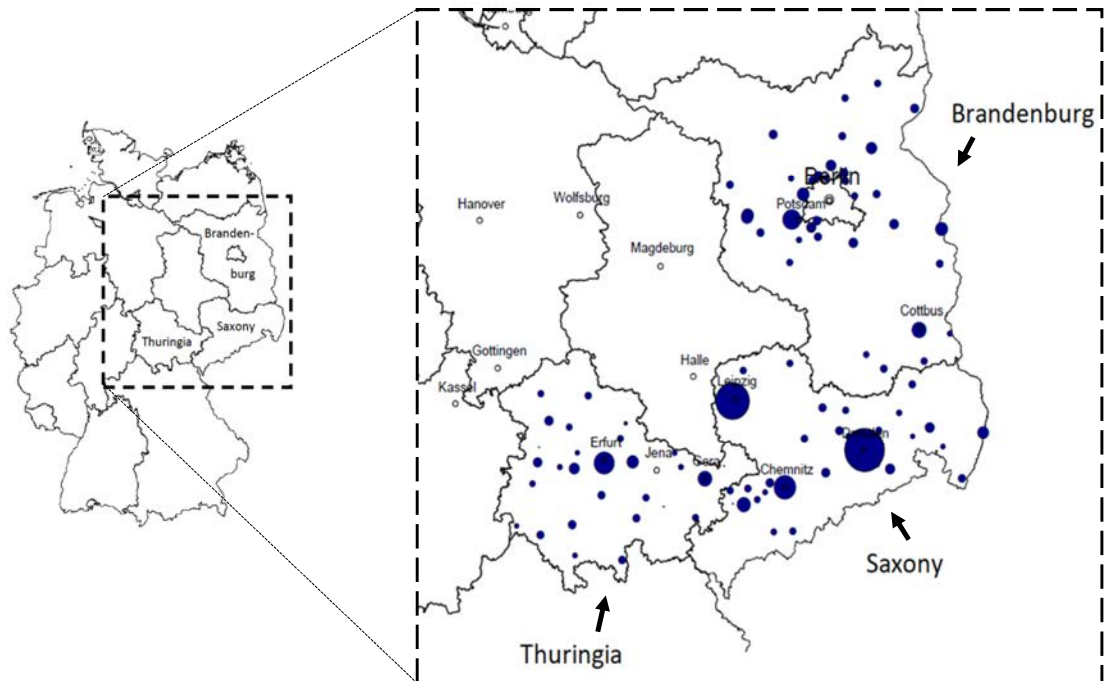 Branden-
burg
Saxony
Thuringia
Brandenburg
Berlin
Hanover
Wolfsburg
Potsdam
Magdeburg
Cottbus
Gottingen
Halle
Kassel
Leipzig
Erfurt
Jena
Gera
Dresden
Chemnitz
Saxony
Thuringia